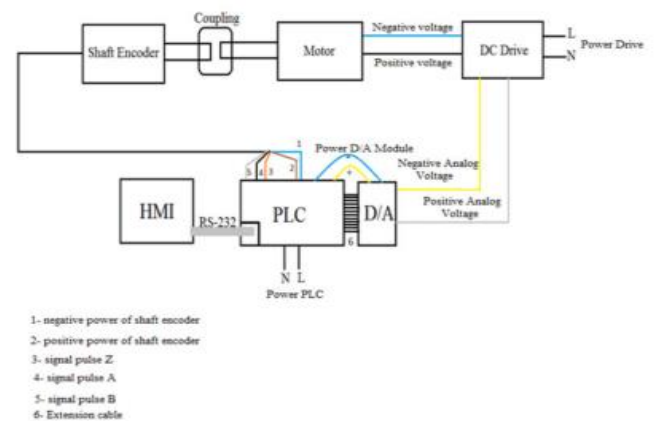 Coupling
Shaft Encoder
Motor
Negative voltage
Positive voltage
DC Drive
L
N
Power Drive
1
5
4
3
2
Power D/A Module
-
+
Negative Analog
Voltage
Positive Analog
Voltage
HMI
RS-232
PLC
D/A
6
N L
Power PLC
1- negative power of shaft encoder
2- positive power of shaft encoder
3- signal pulse Z
4- signal pulse A
5- signal pulse B
6- Extension cable